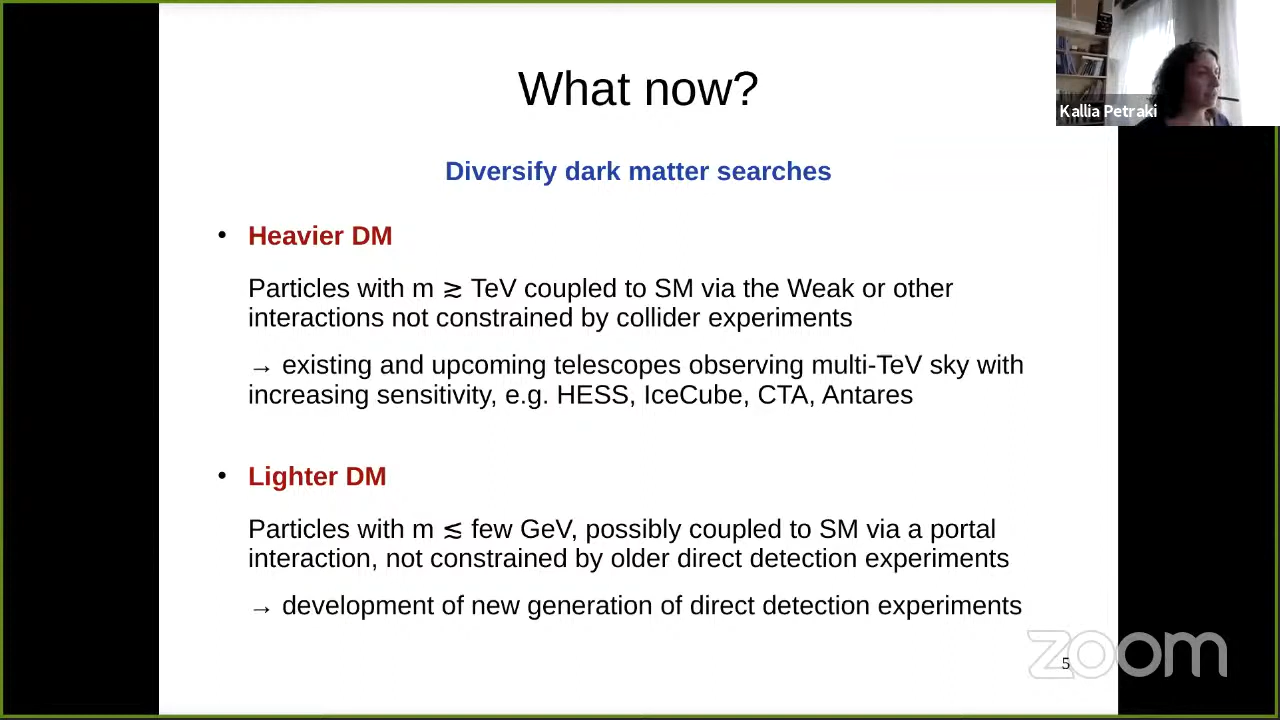 What now?
Kallia Petraki
Diversify dark matter searches
• Heavier DM
Particles with m ≳ TeV coupled to SM via the Weak or other
interactions not constrained by collider experiments
→ existing and upcoming telescopes observing multi-TeV sky with
increasing sensitivity, e.g. HESS, IceCube, CTA, Antares
• Lighter DM
Particles with m ≲ few GeV, possibly coupled to SM via a portal
interaction, not constrained by older direct detection experiments
→ development of new generation of direct detection experiments
zoom
5